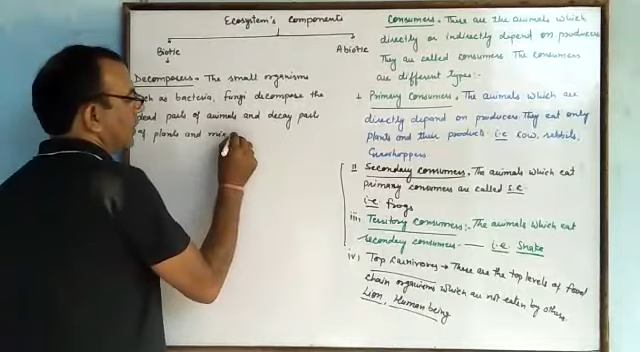 Ecosystem's Components
Biotic
Abiotic
Decomposers → The small organisms
such as bacteria, fungi decompose the
dead parts of animals and decay parts
of plants and mix
Consumers. There are the animals which
directly or indirectly depend on producers
They are called consumers The consumers
are different types:-
Primary Consumers. The animals which are
directly depend on producers they eat only
plants and their product. i.e Cow, rabbits,
Grasshoppers
ii Secondary consumers. The animals which eat
primary consumers are called S.C.
i.e frogs
iii. Territory consumers:. The animals which eat
Secondary consumers i.e. Snake
iv) Top Carnivores → These are the top levels of food
chain organisms which are not eaten by others
Lion, Human being